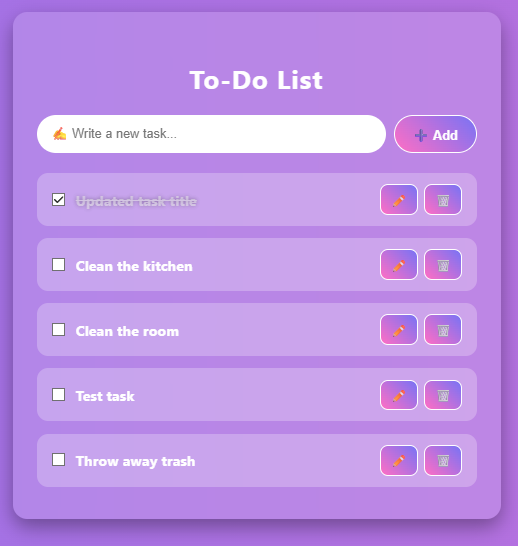 To-Do List
✍️ Write a new task...
➕ Add
Updated task title
Clean the kitchen
Clean the room
Test task
Throw away trash